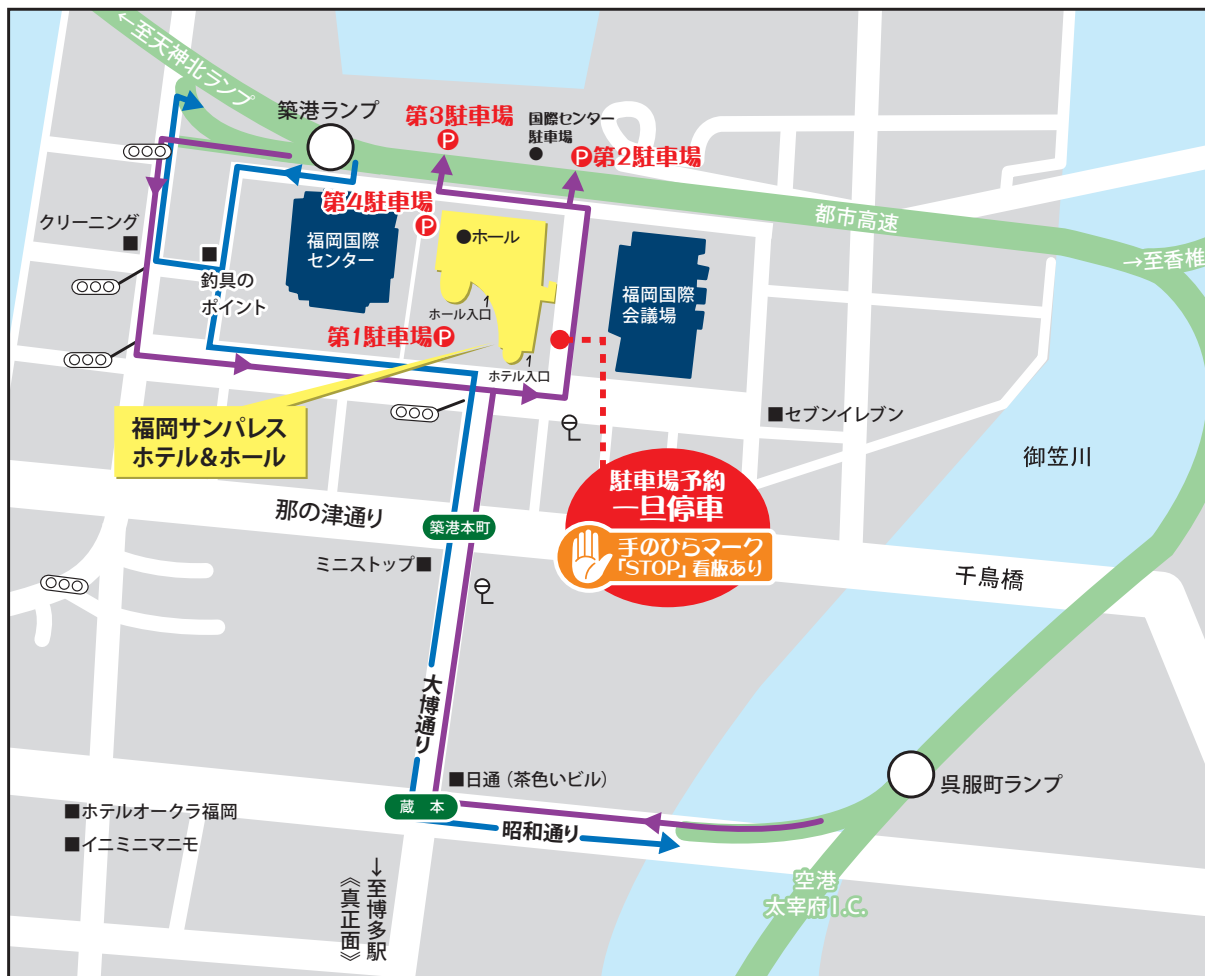 ←至天神北ランプ
築港ランプ
第3駐車場
P
国際センター
駐車場
P第2駐車場
都市高速
→至香椎
クリーニング
釣具の
ポイント
福岡国際
センター
第4駐車場
P
ホール
ホール入口
福岡国際
会議場
第1駐車場P
ホテル入口
セブンイレブン
福岡サンパレス
ホテル&ホール
御笠川
駐車場予約
一旦停車
手のひらマーク
「STOP」看板あり
那の津通り
築港本町
ミニストップ
千鳥橋
大博通り
日通(茶色いビル)
呉服町ランプ
蔵 本
昭和通り
ホテルオークラ福岡
イニミニマニモ
→至博多駅
《真正面》
空港
太宰府I.C.